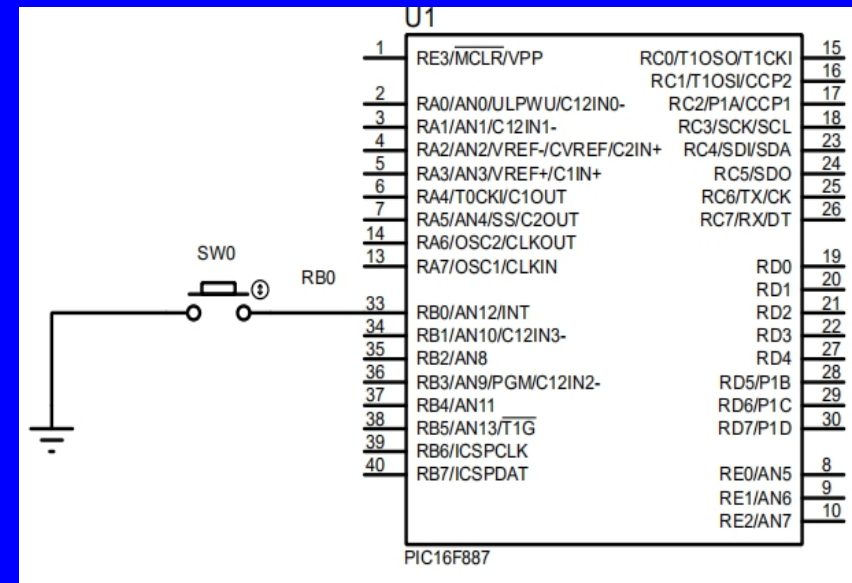 U1
1 RE3/MCLR/VPP
2 RA0/AN0/ULPWU/C12IN0-
3 RA1/AN1/C12IN1-
4 RA2/AN2/VREF-/CVREF/C2IN+
5 RA3/AN3/VREF+/C1IN+
6 RA4/T0CKI/C1OUT
7 RA5/AN4/SS/C2OUT
14 RA6/OSC2/CLKOUT
13 RA7/OSC1/CLKIN
SW0
RB0
33 RB0/AN12/INT
34 RB1/AN10/C12IN3-
35 RB2/AN8
36 RB3/AN9/PGM/C12IN2-
37 RB4/AN11
38 RB5/AN13/T1G
39 RB6/ICSPCLK
40 RB7/ICSPDAT
RC0/T1OSO/T1CKI 15
RC1/T1OSI/CCP2 16
RC2/P1A/CCP1 17
RC3/SCK/SCL 18
RC4/SDI/SDA 23
RC5/SDO 24
RC6/TX/CK 25
RC7/RX/DT 26
RD0 19
RD1 20
RD2 21
RD3 22
RD4 27
RD5/P1B 28
RD6/P1C 29
RD7/P1D 30
RE0/AN5 8
RE1/AN6 9
RE2/AN7 10
PIC16F887